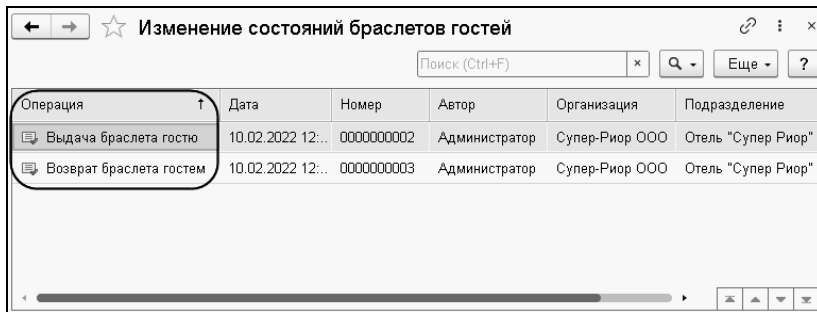 Изменение состояний браслетов гостей
Поиск (Ctrl+F) × Еще ?
Операция ↑ Дата Номер Автор Организация Подразделение
Выдача браслета гостю 10.02.2022 12:.. 0000000002 Администратор Супер-Риор ООО Отель "Супер Риор"
Возврат браслета гостем 10.02.2022 12:.. 0000000003 Администратор Супер-Риор ООО Отель "Супер Риор"